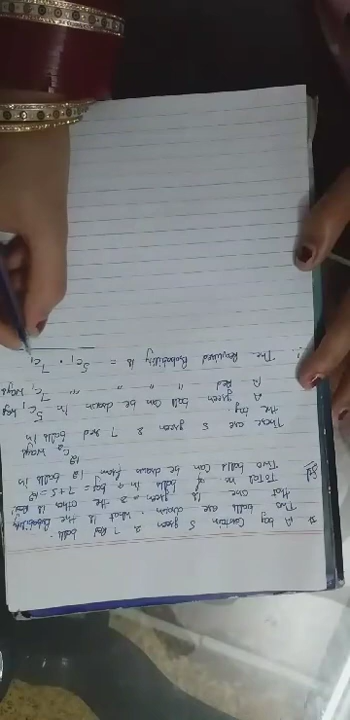 * A bag contain 5 green & 7 Red balls.
Two balls are drawn. what is the Probability
that one is green & the other is Red?
Sol Total no. of balls in a bag = 7+5=12
Two balls can be drawn from 12 balls in
12C2 ways
There are 5 green & 7 red balls in
the bag
A green ball can be drawn in 5C1 ways
A Red " " " " 7C1 ways
∴ The Required Probability is = 5C1 · 7C1